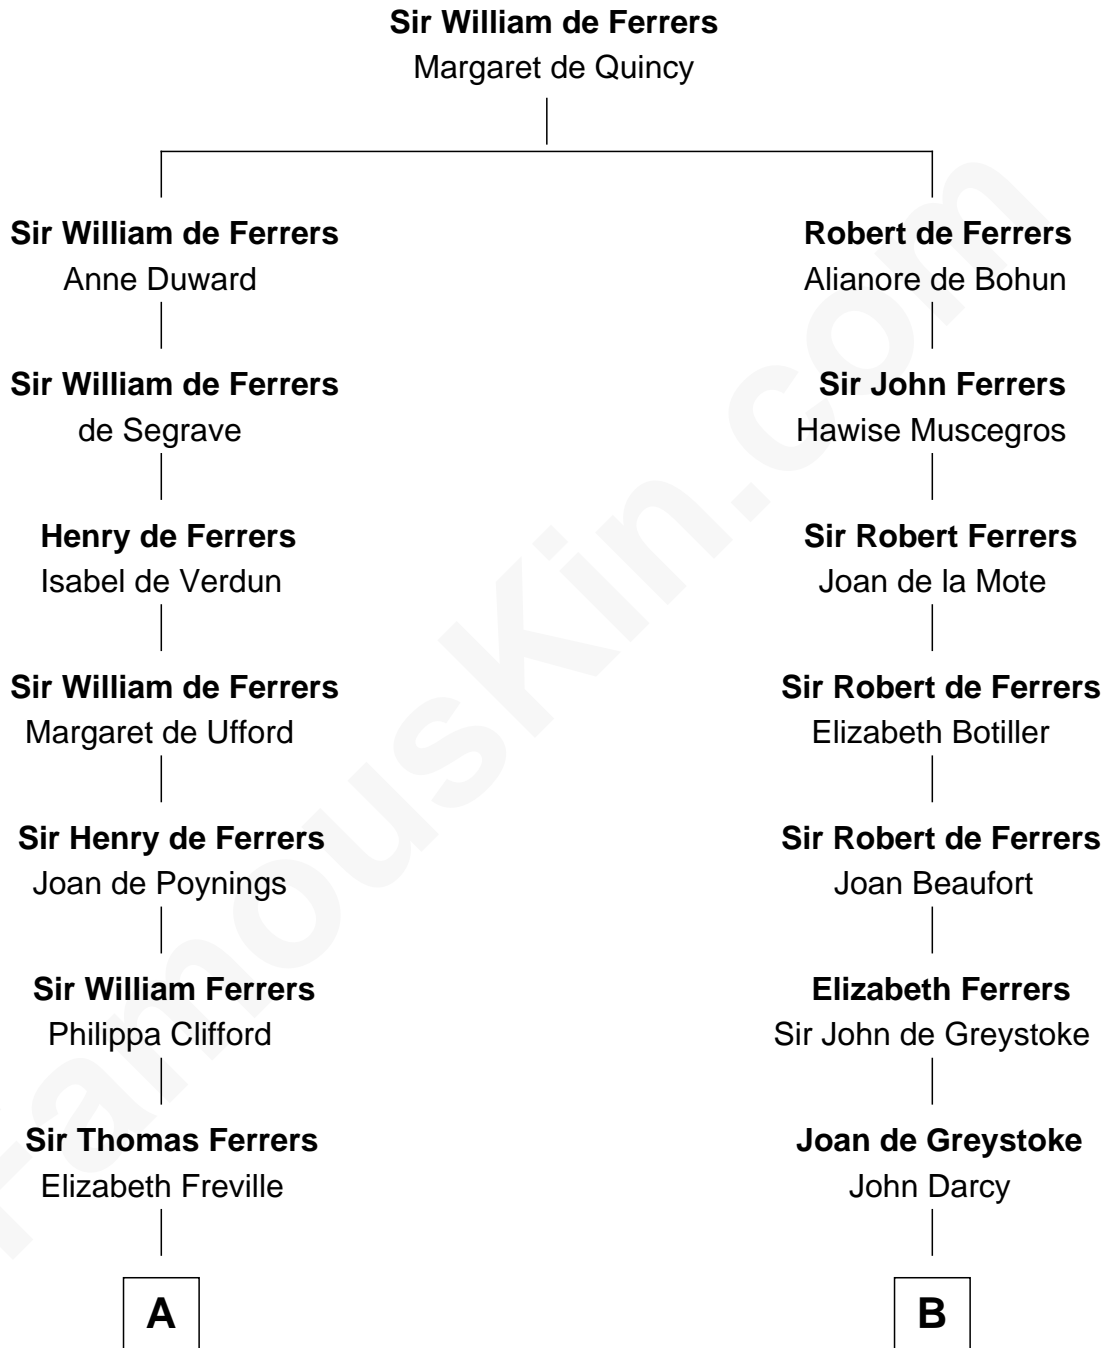 Sir William de Ferrers
Margaret de Quincy
Sir William de Ferrers
Anne Duward
Robert de Ferrers
Alianore de Bohun
Sir William de Ferrers
de Segrave
Sir John Ferrers
Hawise Muscegros
Henry de Ferrers
Isabel de Verdun
Sir Robert Ferrers
Joan de la Mote
Sir William de Ferrers
Margaret de Ufford
Sir Robert de Ferrers
Elizabeth Botiller
Sir Henry de Ferrers
Joan de Poynings
Sir Robert de Ferrers
Joan Beaufort
Sir William Ferrers
Philippa Clifford
Elizabeth Ferrers
Sir John de Greystoke
Sir Thomas Ferrers
Elizabeth Freville
Joan de Greystoke
John Darcy
A
B
FamousKin.com